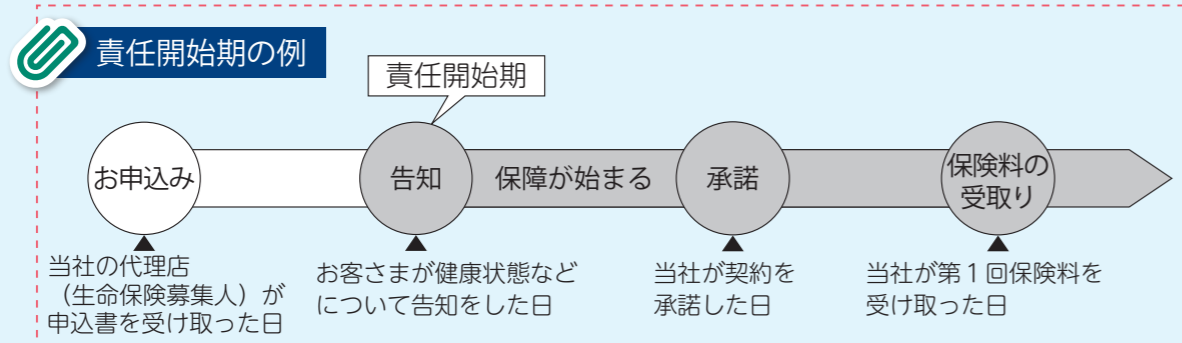 責任開始期の例
責任開始期
お申込み
告知
保障が始まる
承諾
保険料の
受取り
当社の代理店
（生命保険募集人）が
申込書を受け取った日
お客さまが健康状態など
について告知をした日
当社が契約を
承諾した日
当社が第１回保険料を
受け取った日